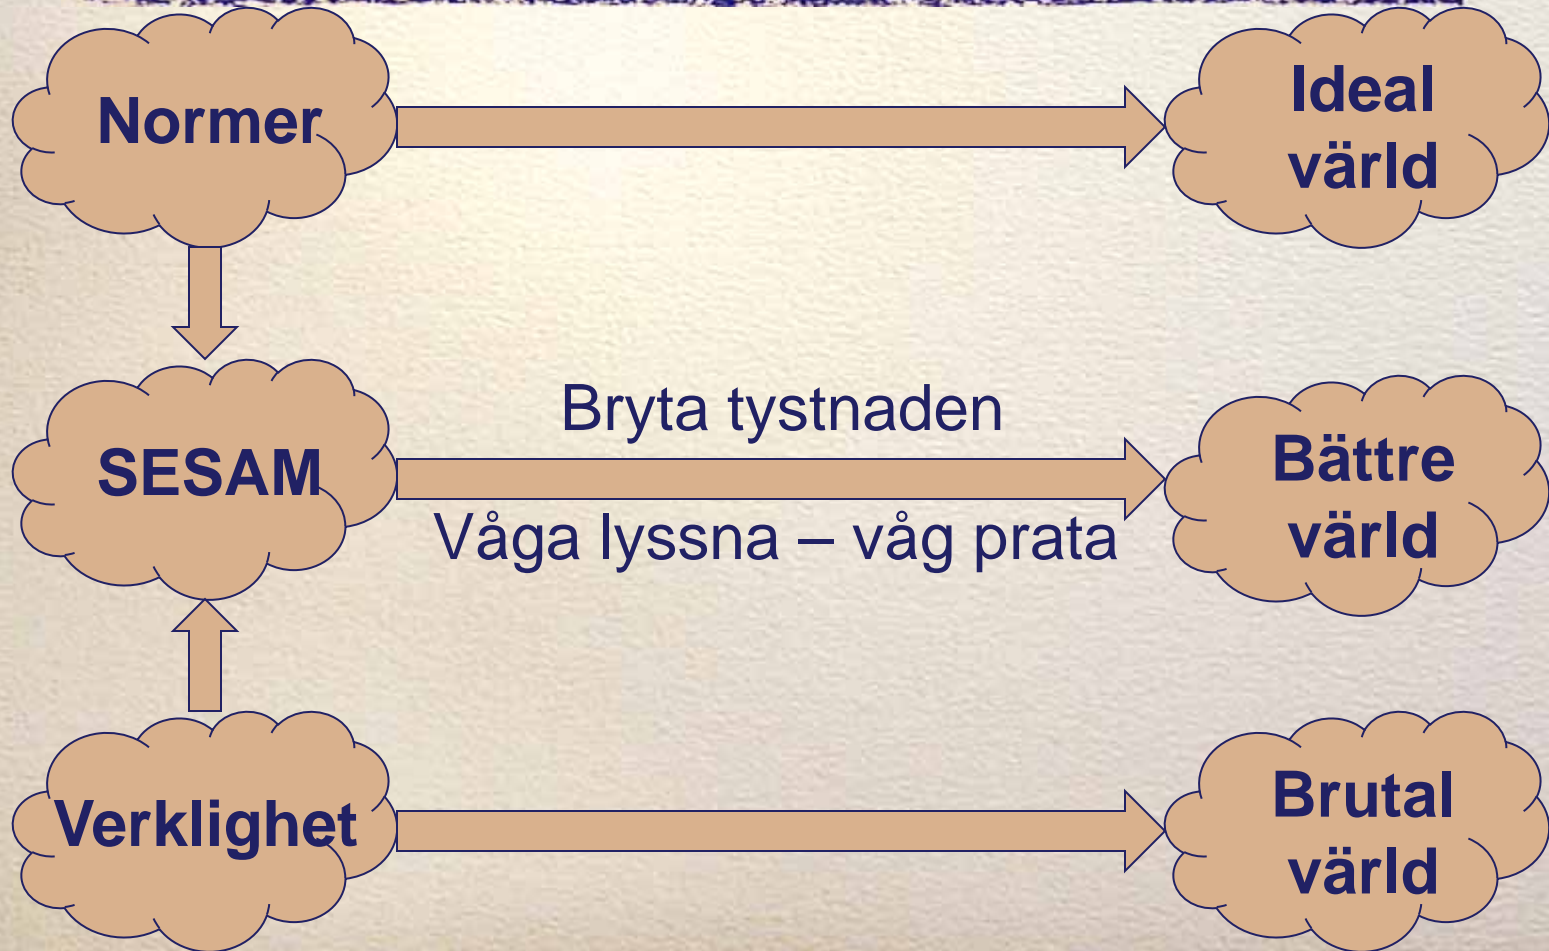 Normer
Ideal
värld
Bryta tystnaden
SESAM
Bättre
värld
Våga lyssna – våg prata
Verklighet
Brutal
värld